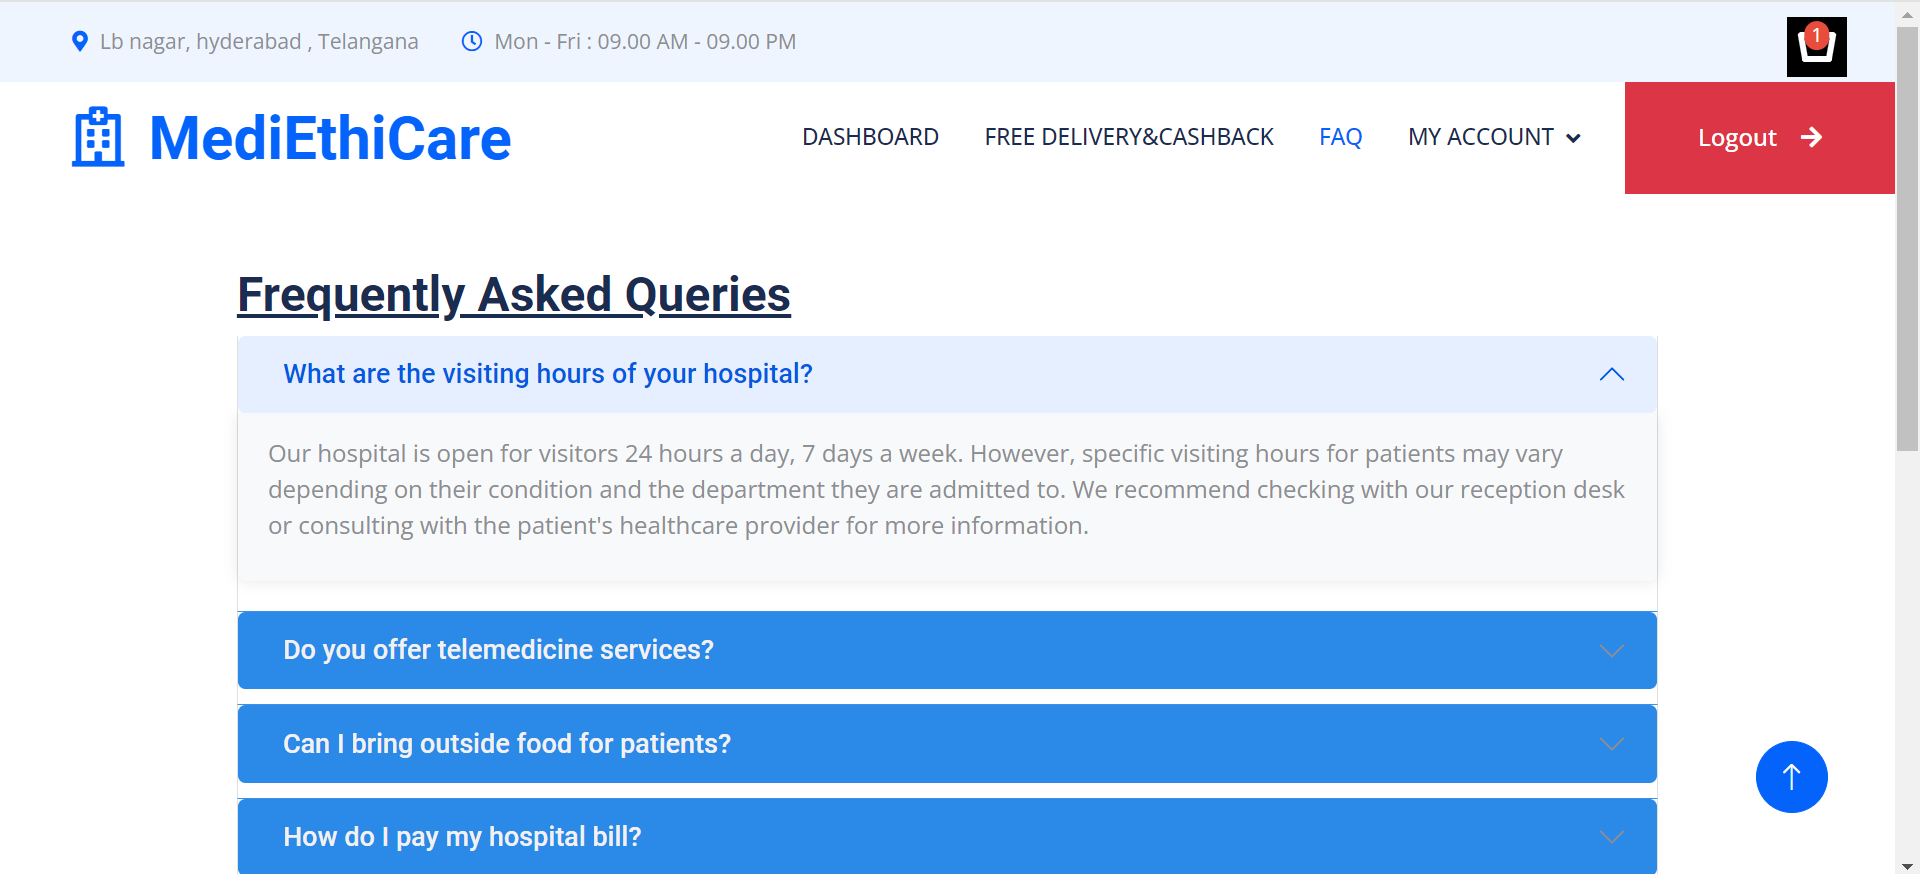 Lb nagar, hyderabad , Telangana Mon - Fri : 09.00 AM - 09.00 PM 1
MediEthiCare DASHBOARD FREE DELIVERY&CASHBACK FAQ MY ACCOUNT Logout
Frequently Asked Queries
What are the visiting hours of your hospital?
Our hospital is open for visitors 24 hours a day, 7 days a week. However, specific visiting hours for patients may vary
depending on their condition and the department they are admitted to. We recommend checking with our reception desk
or consulting with the patient's healthcare provider for more information.
Do you offer telemedicine services?
Can I bring outside food for patients?
How do I pay my hospital bill?